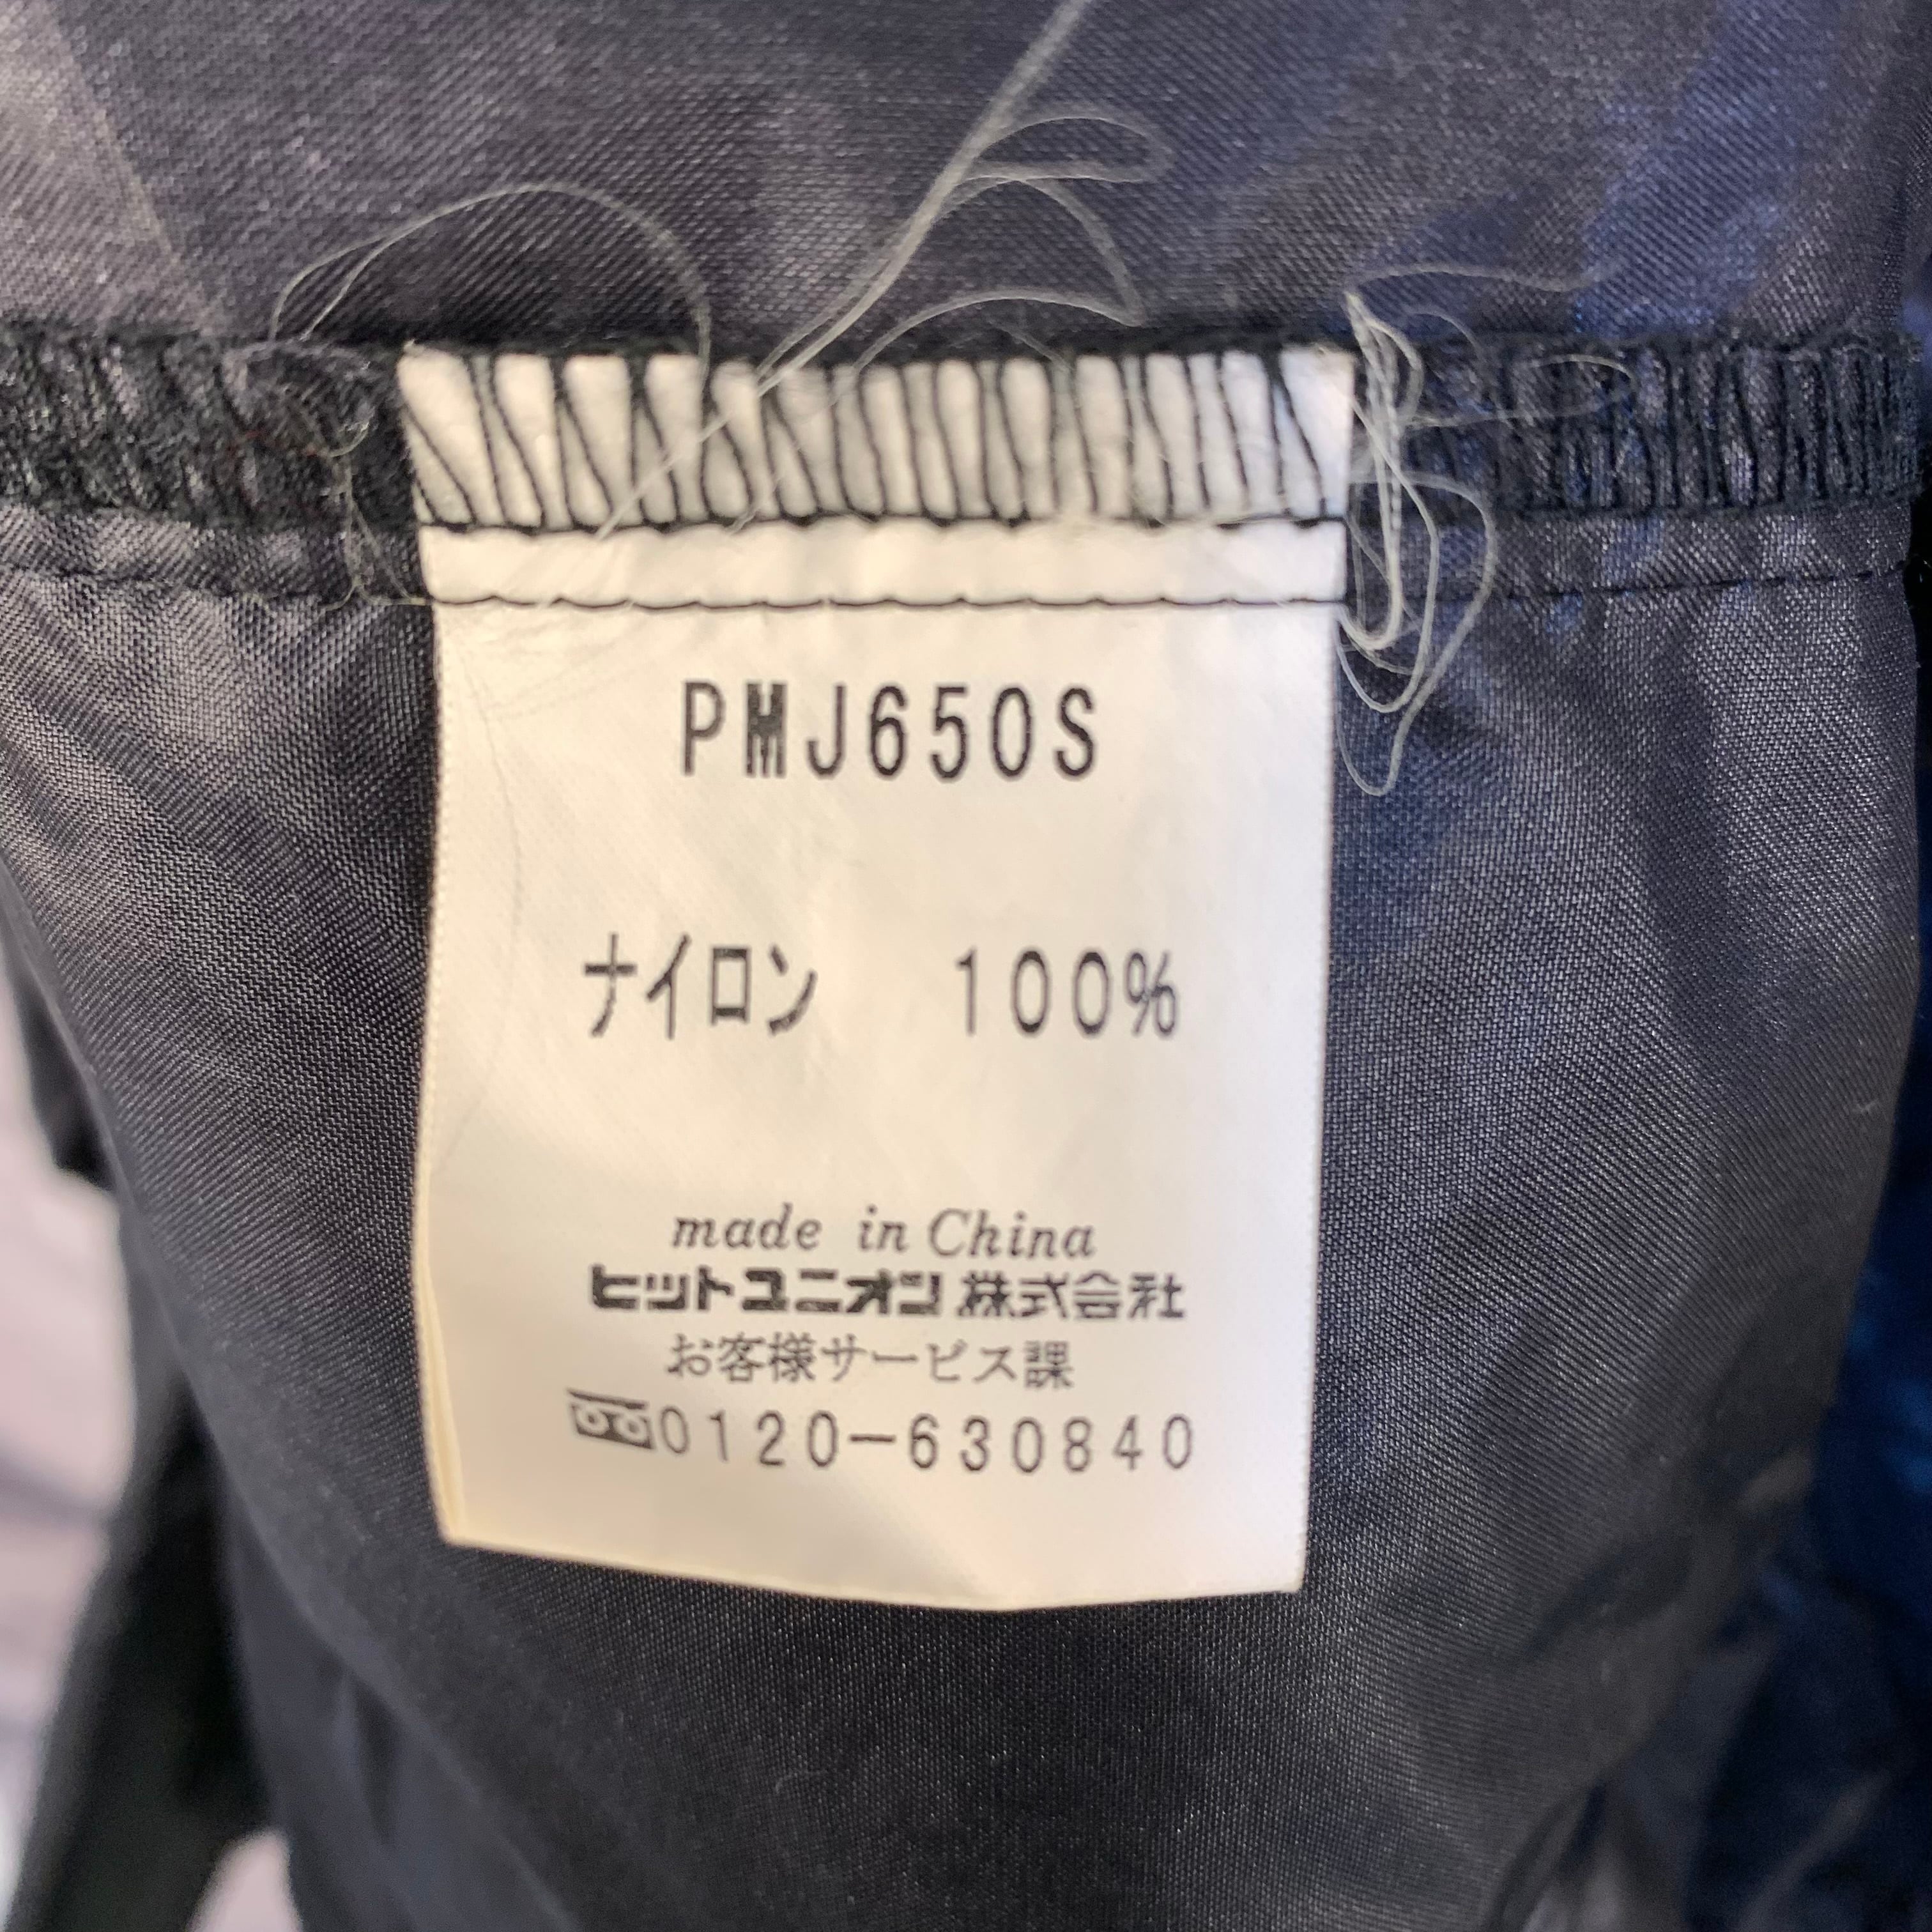 PMJ650S
ナイロン 100%
made in China
ヒットユニオン株式会社
お客様サービス課
0120-630840